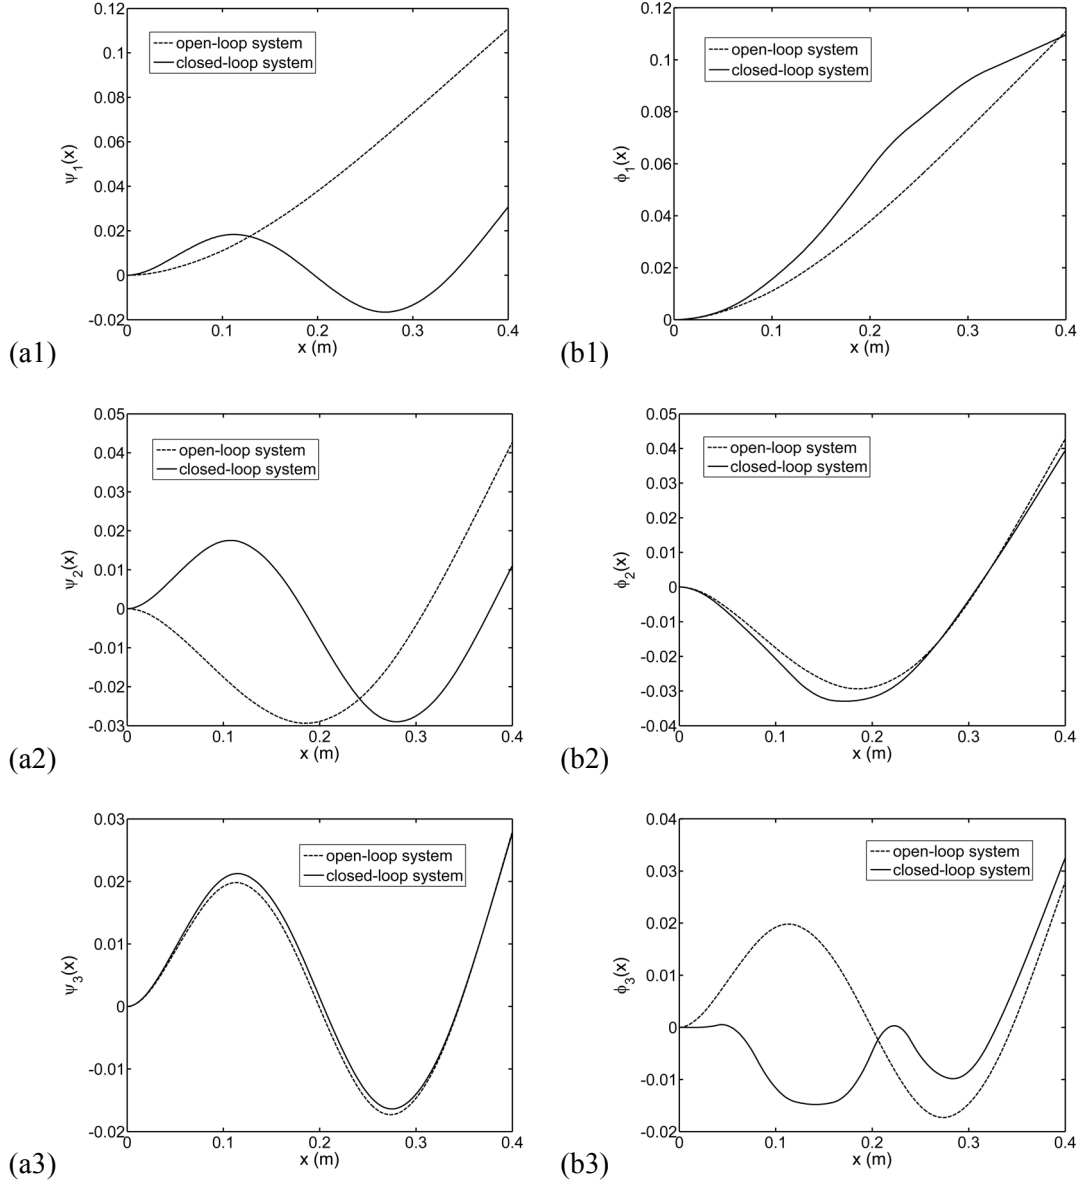 0.12
0.1
0.08
0.06
0.04
0.02
0
-0.02
ψ1(x)
open-loop system
closed-loop system
0 0.1 0.2 0.3 0.4
x (m)
(a1)
0.12
0.1
0.08
0.06
0.04
0.02
0
ϕ1(x)
open-loop system
closed-loop system
0 0.1 0.2 0.3 0.4
x (m)
(b1)
0.05
0.04
0.03
0.02
0.01
0
-0.01
-0.02
-0.03
ψ2(x)
open-loop system
closed-loop system
0 0.1 0.2 0.3 0.4
x (m)
(a2)
0.05
0.04
0.03
0.02
0.01
0
-0.01
-0.02
-0.03
-0.04
ϕ2(x)
open-loop system
closed-loop system
0 0.1 0.2 0.3 0.4
x (m)
(b2)
0.03
0.02
0.01
0
-0.01
-0.02
ψ3(x)
open-loop system
closed-loop system
0 0.1 0.2 0.3 0.4
x (m)
(a3)
0.04
0.03
0.02
0.01
0
-0.01
-0.02
ϕ3(x)
open-loop system
closed-loop system
0 0.1 0.2 0.3 0.4
x (m)
(b3)